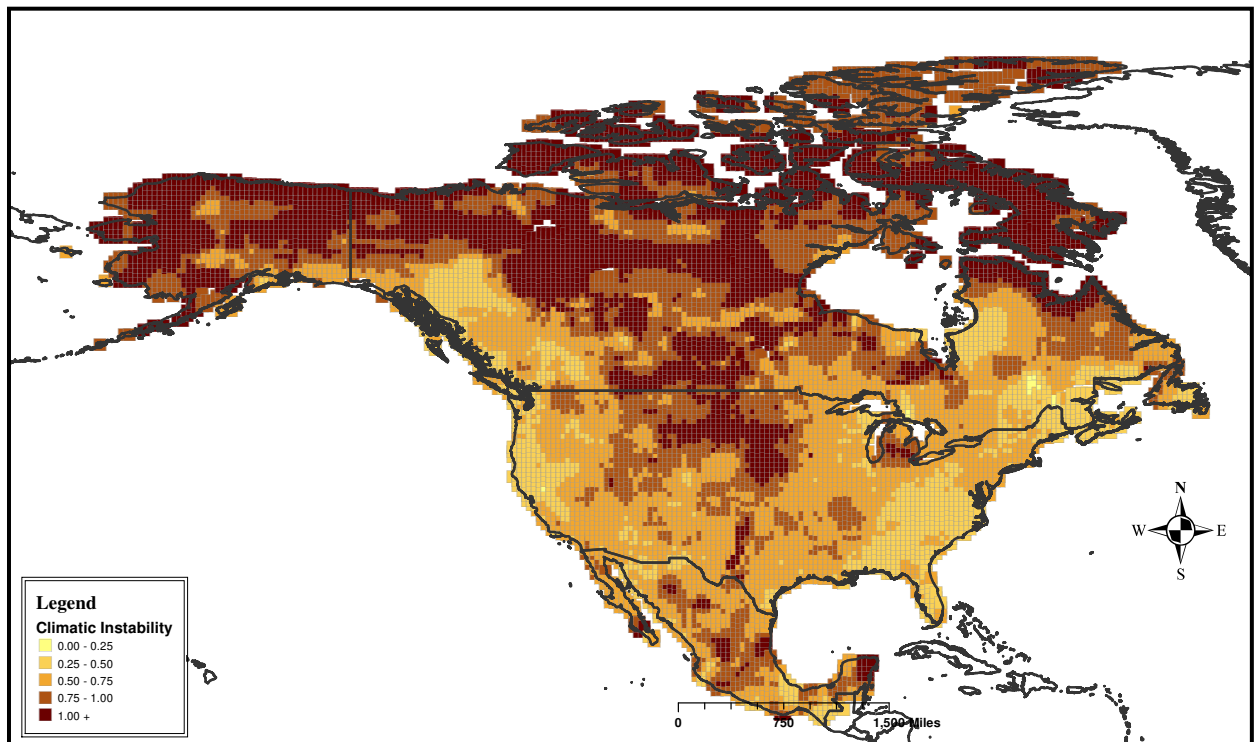 N
W E
S
Legend
Climatic Instability
0.00 - 0.25
0.25 - 0.50
0.50 - 0.75
0.75 - 1.00
1.00 +
0 750 1,500 Miles